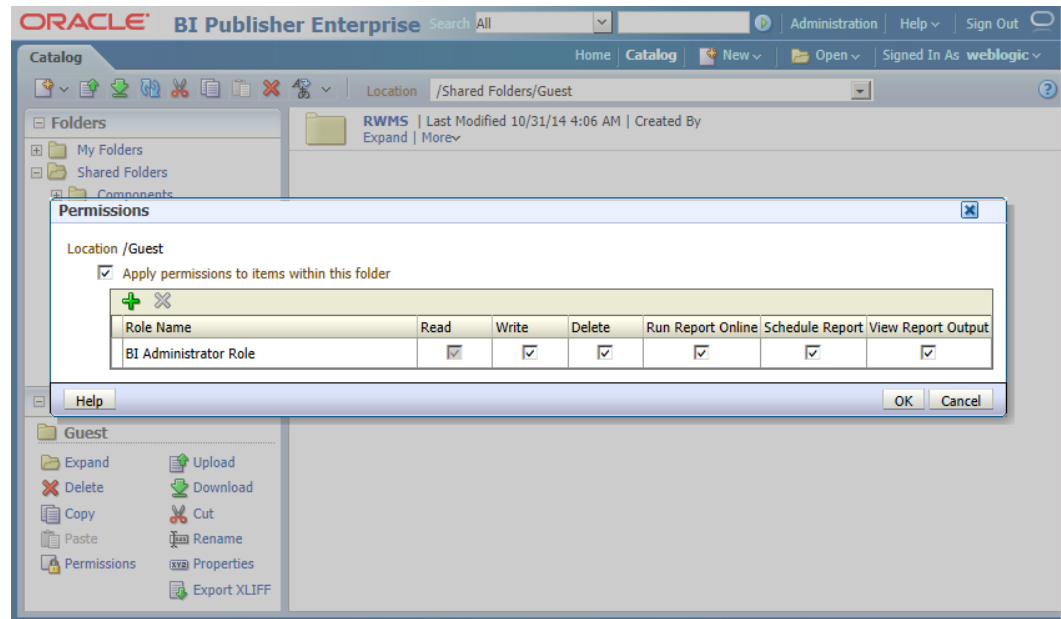 ORACLE BI Publisher Enterprise Search All Administration Help Sign Out
Catalog Home Catalog New Open Signed In As weblogic
Location /Shared Folders/Guest
Folders
My Folders
Shared Folders
Components
RWMS | Last Modified 10/31/14 4:06 AM | Created By
Expand | More
Permissions
Location /Guest
Apply permissions to items within this folder
Role Name Read Write Delete Run Report Online Schedule Report View Report Output
BI Administrator Role
Help OK Cancel
Guest
Expand Upload
Delete Download
Copy Cut
Paste Rename
Permissions Properties
Export XLIFF